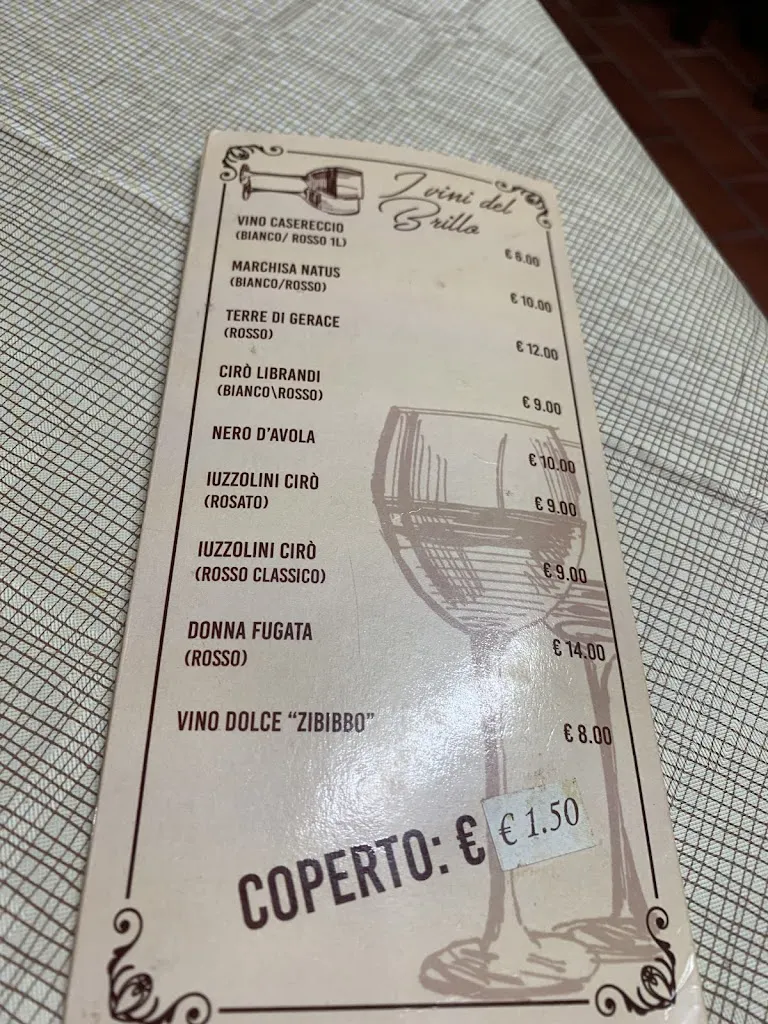 I vini del
Brillo
VINO CASERECCIO
(BIANCO/ ROSSO 1L)
€ 6.00
MARCHISA NATUS
(BIANCO/ROSSO)
€ 10.00
TERRE DI GERACE
(ROSSO)
€ 12.00
CIRÒ LIBRANDI
(BIANCO\ROSSO)
€ 9.00
NERO D'AVOLA
€ 10.00
IUZZOLINI CIRÒ
(ROSATO)
€ 9.00
IUZZOLINI CIRÒ
(ROSSO CLASSICO)
€ 9.00
DONNA FUGATA
(ROSSO)
€ 14.00
VINO DOLCE "ZIBIBBO"
€ 8.00
COPERTO: € € 1.50